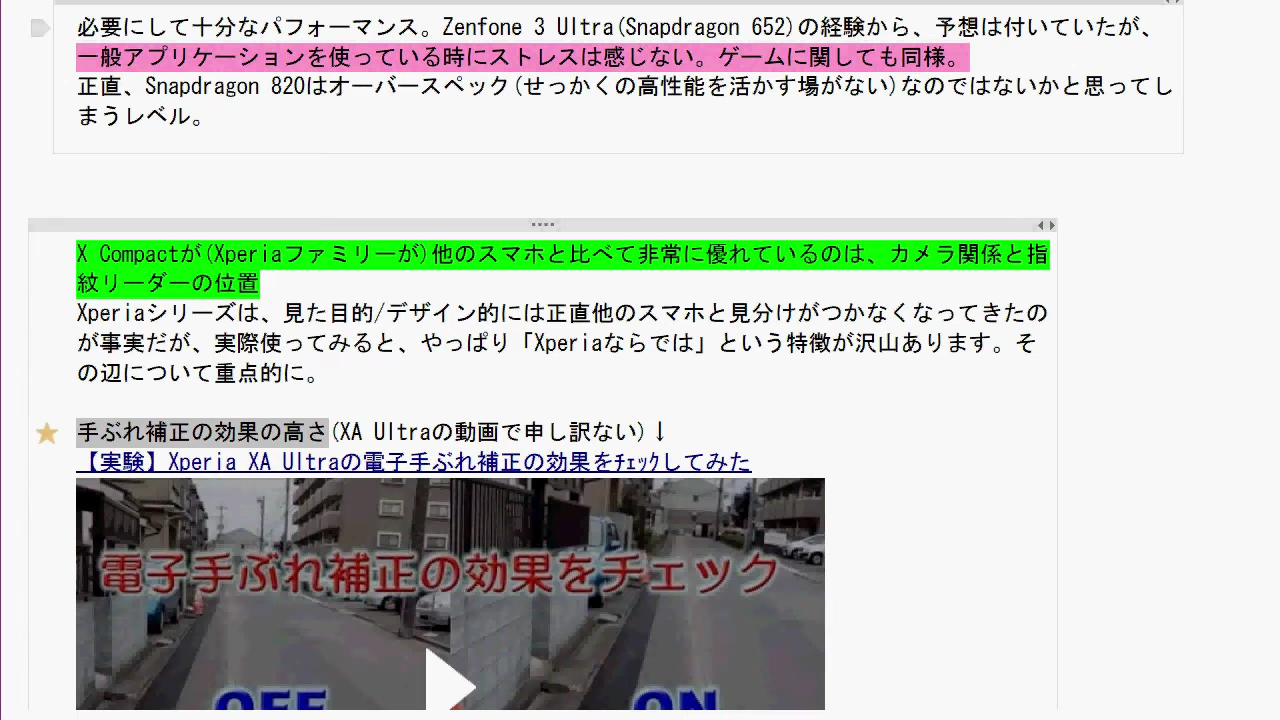 必要にして十分なパフォーマンス。Zenfone 3 Ultra(Snapdragon 652)の経験から、予想は付いていたが、
一般アプリケーションを使っている時にストレスは感じない。ゲームに関しても同様。
正直、Snapdragon 820はオーバースペック(せっかくの高性能を活かす場がない)なのではないかと思ってし
まうレベル。
X Compactが(Xperiaファミリーが)他のスマホと比べて非常に優れているのは、カメラ関係と指
紋リーダーの位置
Xperiaシリーズは、見た目的/デザイン的には正直他のスマホと見分けがつかなくなってきたの
が事実だが、実際使ってみると、やっぱり「Xperiaならでは」という特徴が沢山あります。そ
の辺について重点的に。
手ぶれ補正の効果の高さ(XA Ultraの動画で申し訳ない)↓
【実験】Xperia XA Ultraの電子手ぶれ補正の効果をﾁｪｯｸしてみた
電子手ぶれ補正の効果をチェック
OFF ON